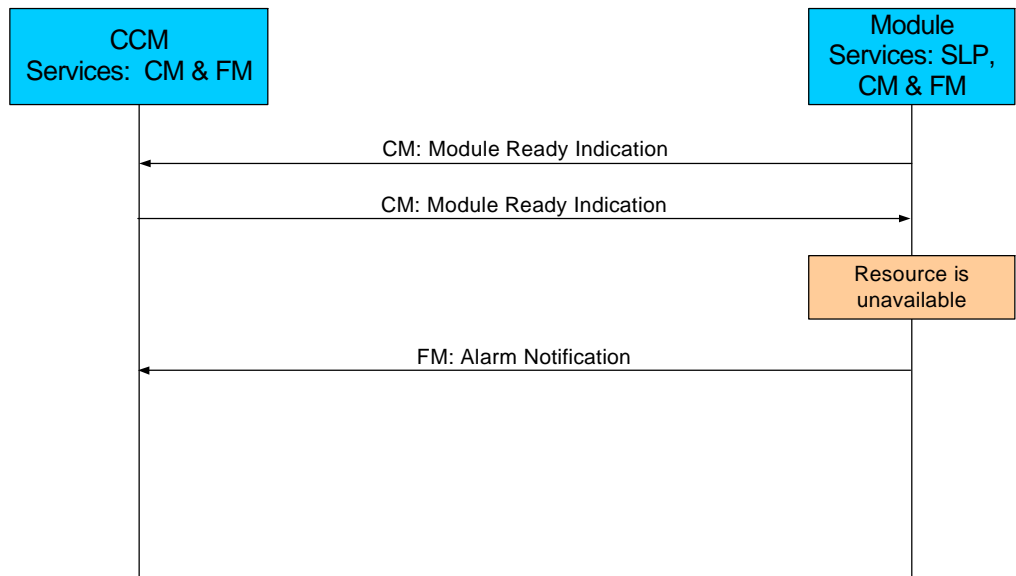 CCM
Services: CM & FM
Module
Services: SLP,
CM & FM
CM: Module Ready Indication
CM: Module Ready Indication
Resource is
unavailable
FM: Alarm Notification